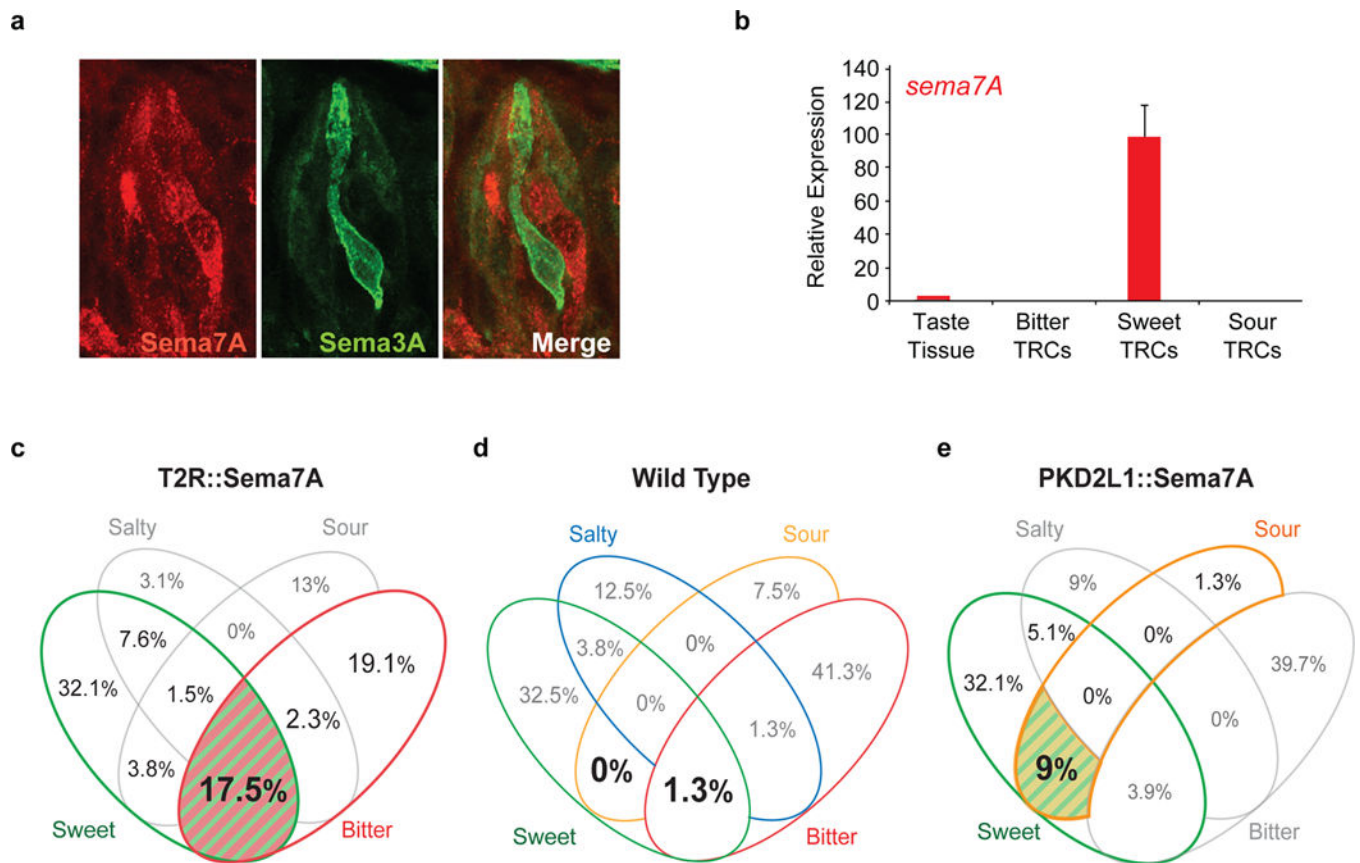 a
Sema7A
Sema3A
Merge
b
sema7A
Relative Expression
140
120
100
80
60
40
20
0
Taste
Tissue
Bitter
TRCs
Sweet
TRCs
Sour
TRCs
c
T2R::Sema7A
Salty
Sour
3.1%
13%
7.6%
0%
32.1%
19.1%
1.5%
2.3%
3.8%
17.5%
Sweet
Bitter
d
Wild Type
Salty
Sour
12.5%
7.5%
3.8%
0%
32.5%
41.3%
0%
1.3%
0%
1.3%
Sweet
Bitter
e
PKD2L1::Sema7A
Salty
Sour
9%
1.3%
5.1%
0%
32.1%
39.7%
0%
0%
9%
3.9%
Sweet
Bitter